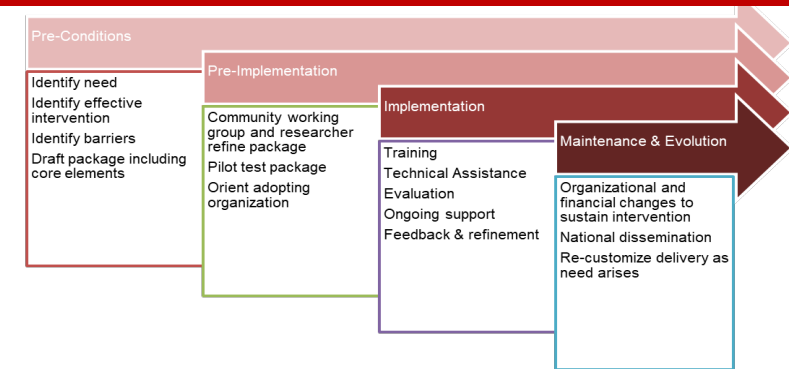 Pre-Conditions
Identify need
Identify effective
intervention
Identify barriers
Draft package including
core elements
Pre-Implementation
Community working
group and researcher
refine package
Pilot test package
Orient adopting
organization
Implementation
Training
Technical Assistance
Evaluation
Ongoing support
Feedback & refinement
Maintenance & Evolution
Organizational and
financial changes to
sustain intervention
National dissemination
Re-customize delivery as
need arises